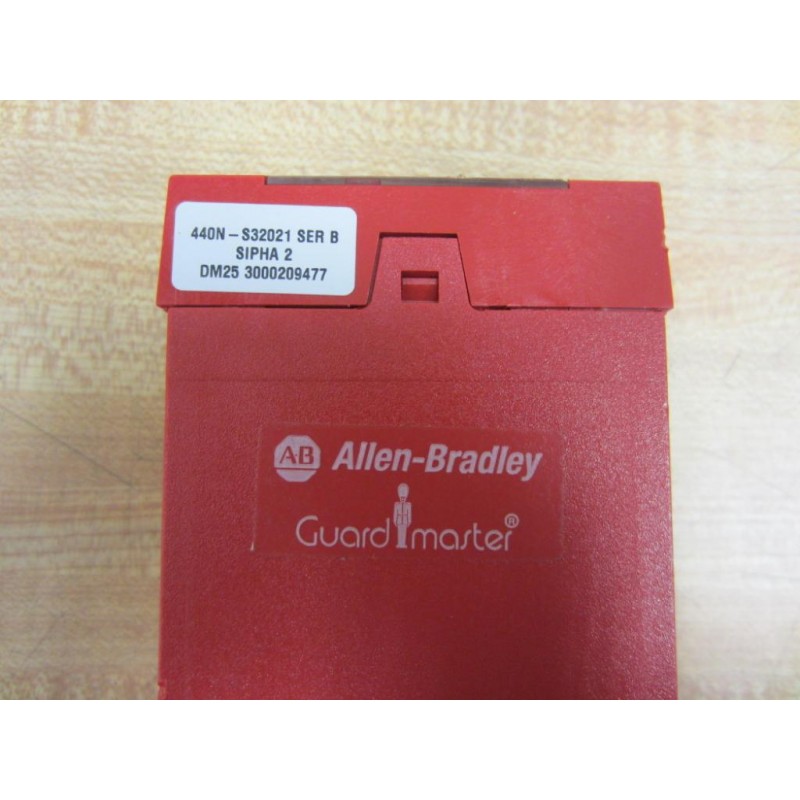 440N-S32021 SER B
SIPHA 2
DM25 3000209477
AB Allen-Bradley
Guardmaster®